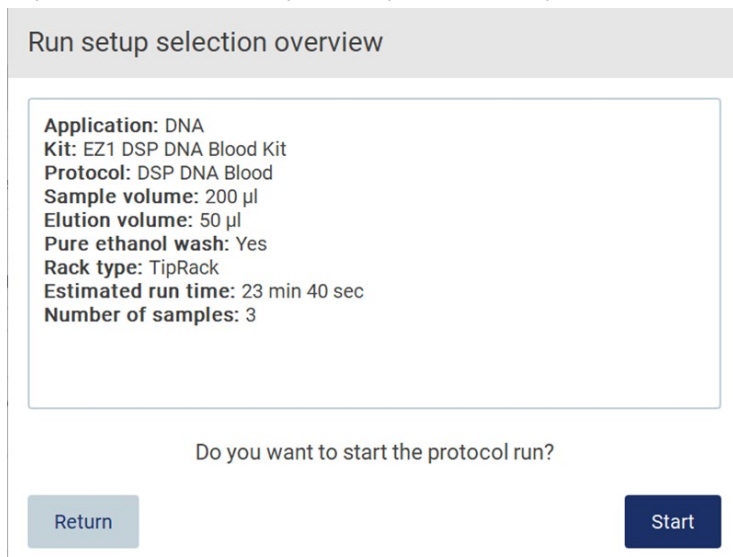 Run setup selection overview
Application: DNA
Kit: EZ1 DSP DNA Blood Kit
Protocol: DSP DNA Blood
Sample volume: 200 µl
Elution volume: 50 µl
Pure ethanol wash: Yes
Rack type: TipRack
Estimated run time: 23 min 40 sec
Number of samples: 3
Do you want to start the protocol run?
Return
Start